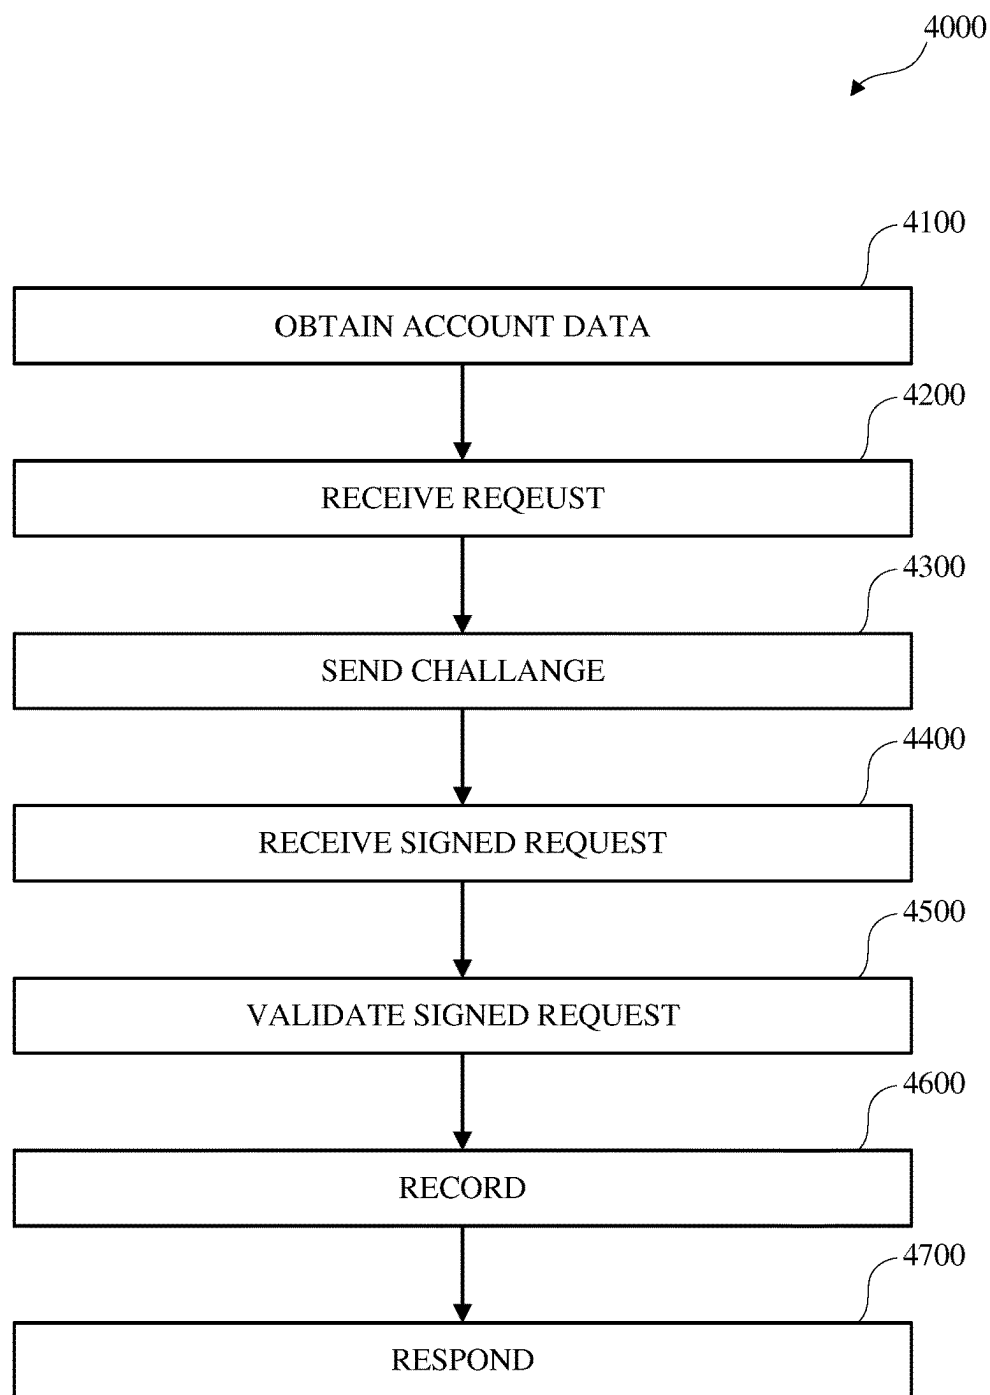 4000
4100
OBTAIN ACCOUNT DATA
4200
RECEIVE REQEUST
4300
SEND CHALLANGE
4400
RECEIVE SIGNED REQUEST
4500
VALIDATE SIGNED REQUEST
4600
RECORD
4700
RESPOND